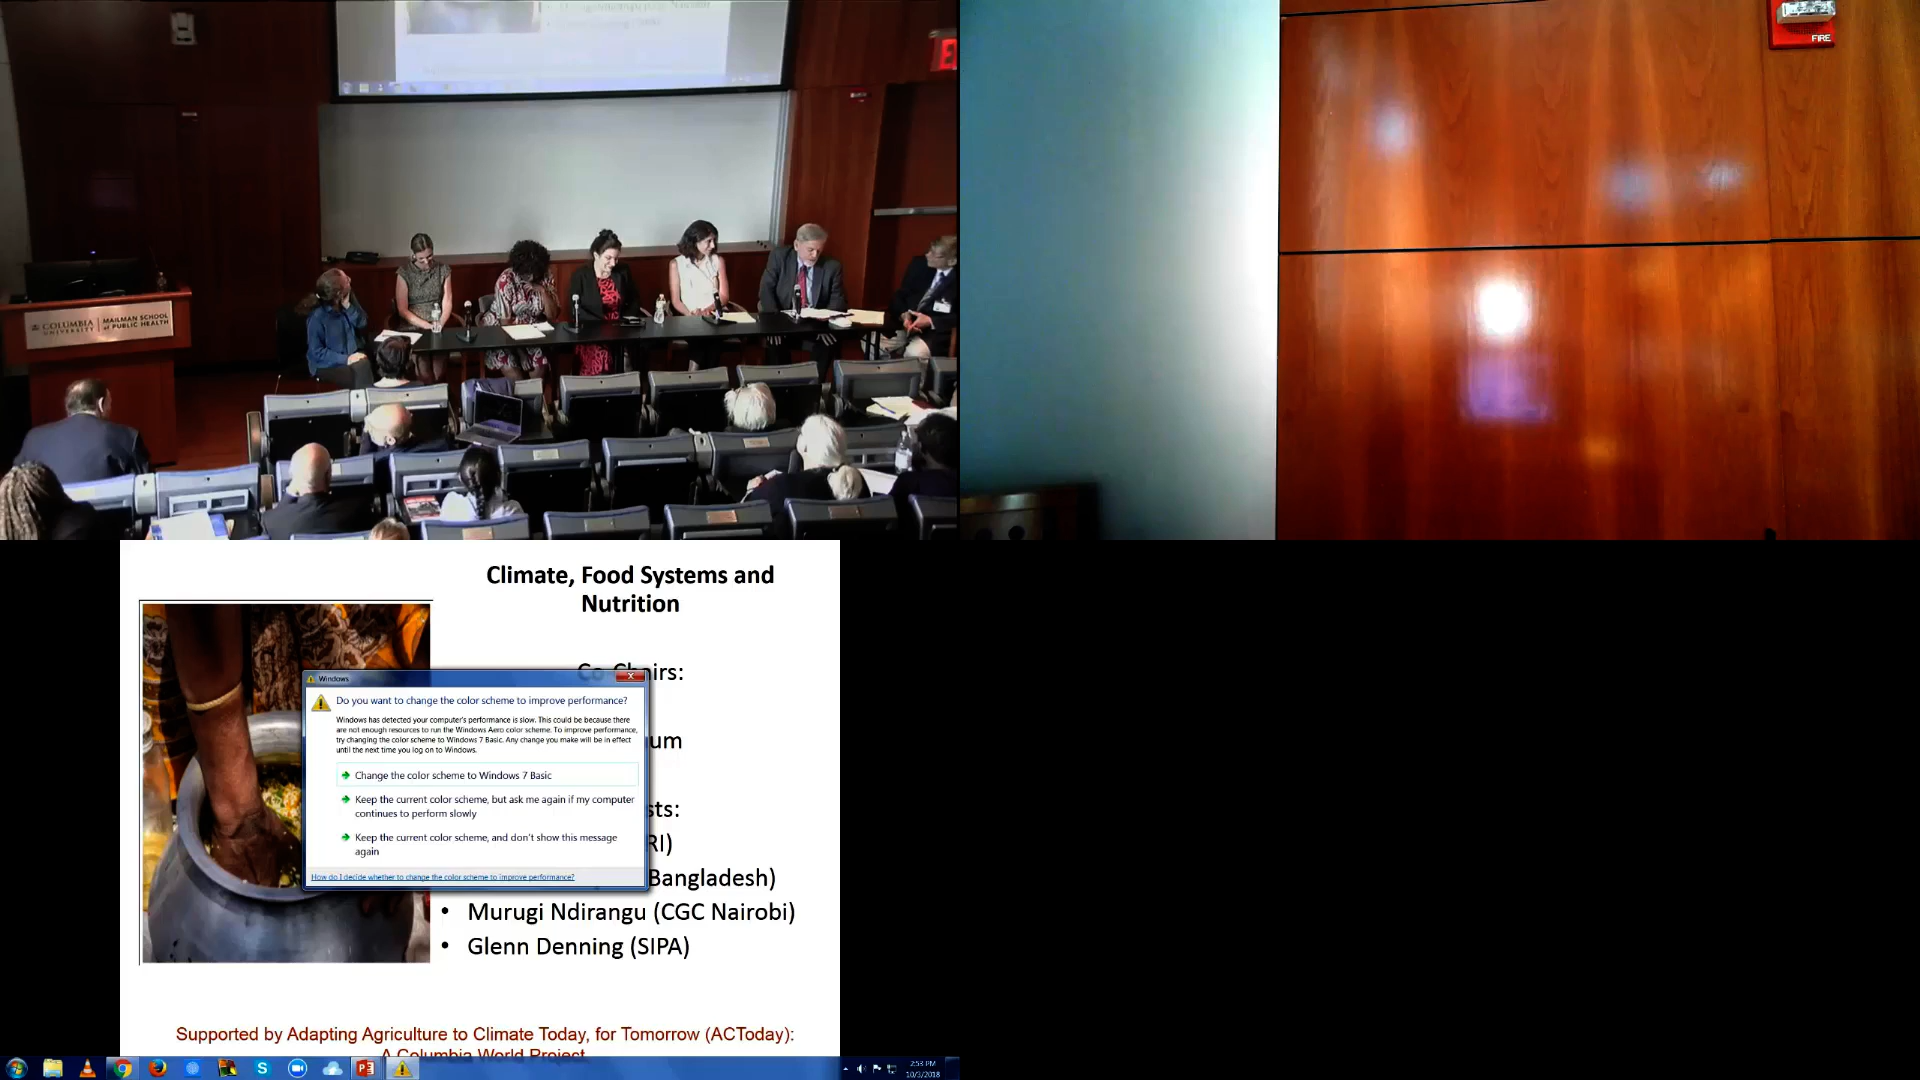 FIRE
COLUMBIA
UNIVERSITY
MAILMAN SCHOOL
of PUBLIC HEALTH
Climate, Food Systems and
Nutrition
Co-Chairs:
um
sts:
RI)
Bangladesh)
• Murugi Ndirangu (CGC Nairobi)
• Glenn Denning (SIPA)
Supported by Adapting Agriculture to Climate Today, for Tomorrow (ACToday):
A Columbia World Project
Windows
Do you want to change the color scheme to improve performance?
Windows has detected your computer's performance is slow. This could be because there
are not enough resources to run the Windows Aero color scheme. To improve performance,
try changing the color scheme to Windows 7 Basic. Any change you make will be in effect
until the next time you log on to Windows.
Change the color scheme to Windows 7 Basic
Keep the current color scheme, but ask me again if my computer
continues to perform slowly
Keep the current color scheme, and don't show this message
again
How do I decide whether to change the color scheme to improve performance?
2:53 PM
10/3/2018